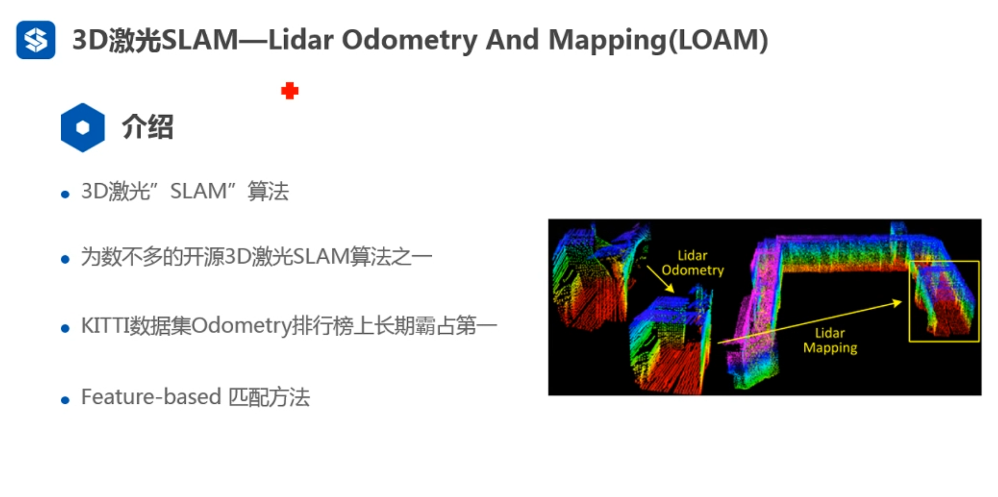 3D激光SLAM—Lidar Odometry And Mapping(LOAM)
介绍
3D激光”SLAM”算法
为数不多的开源3D激光SLAM算法之一
KITTI数据集Odometry排行榜上长期霸占第一
Feature-based 匹配方法
Lidar
Odometry
Lidar
Mapping